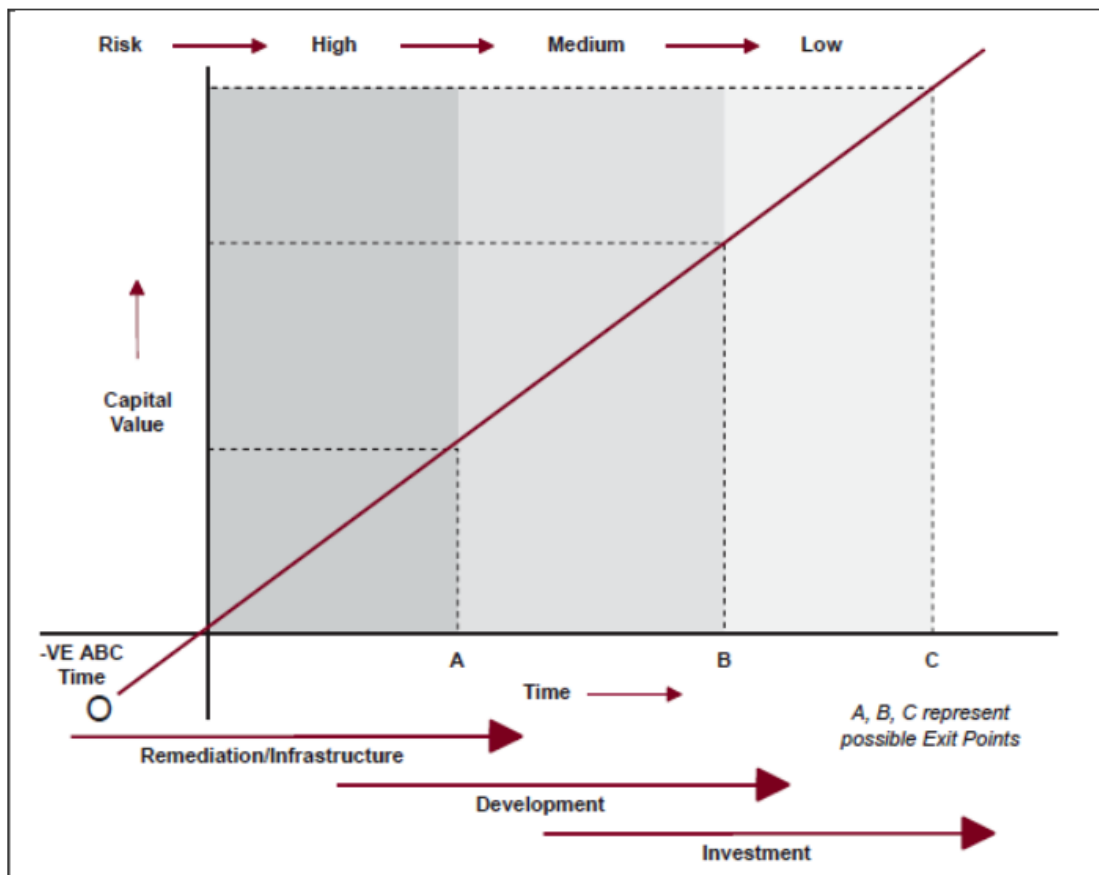 Risk High Medium Low
Capital
Value
-VE ABC
Time
O
A B C
Time
A, B, C represent
possible Exit Points
Remediation/Infrastructure
Development
Investment